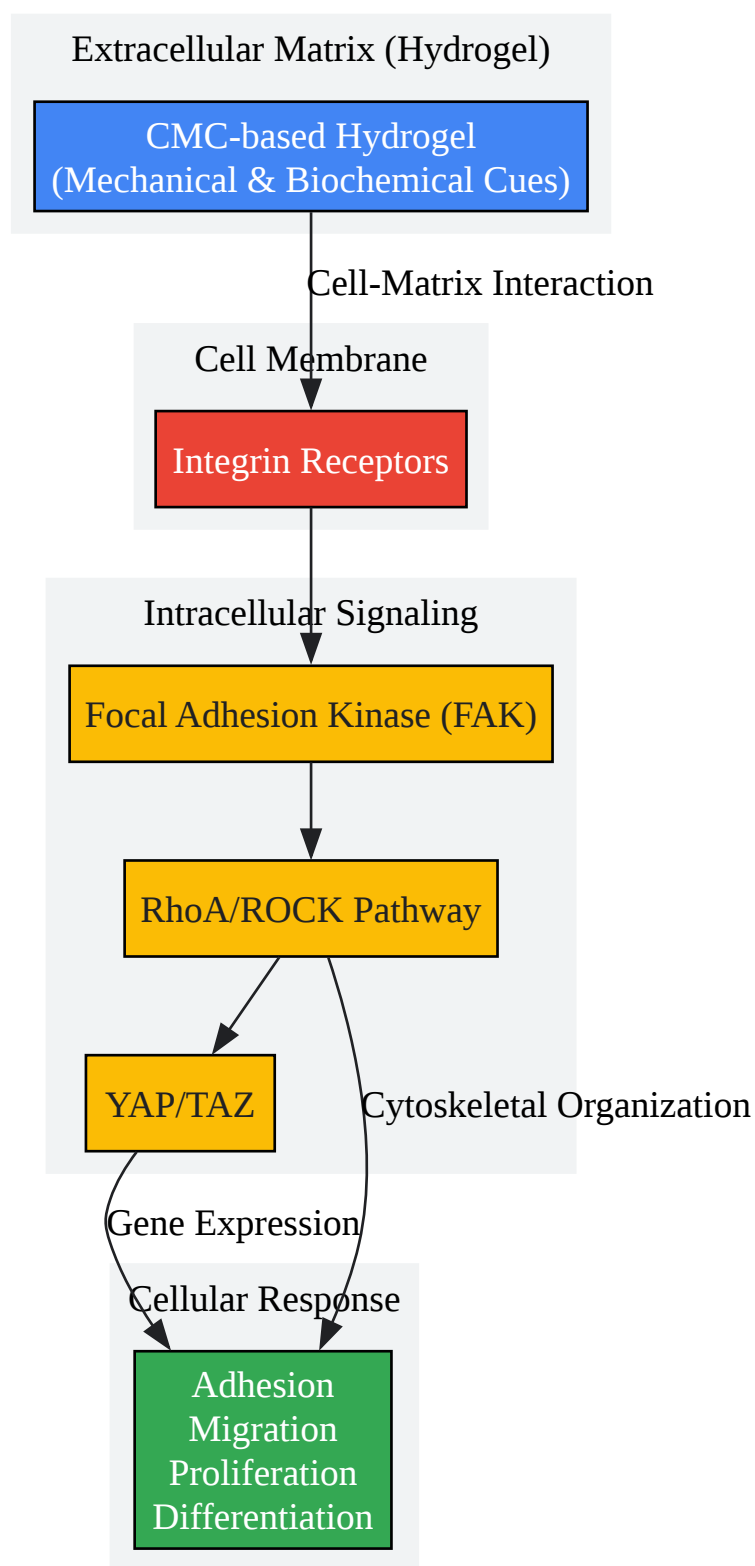 Extracellular Matrix (Hydrogel)
CMC-based Hydrogel
(Mechanical & Biochemical Cues)
Cell-Matrix Interaction
Cell Membrane
Integrin Receptors
Intracellular Signaling
Focal Adhesion Kinase (FAK)
RhoA/ROCK Pathway
YAP/TAZ
Cytoskeletal Organization
Gene Expression
Cellular Response
Adhesion
Migration
Proliferation
Differentiation